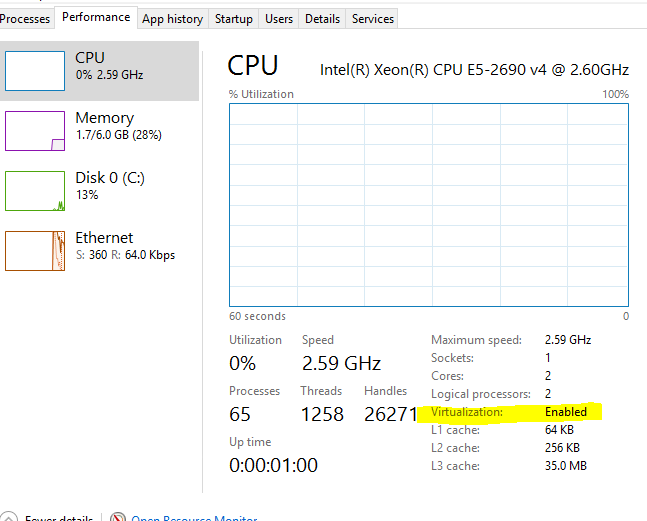 Processes Performance App history Startup Users Details Services
CPU
0% 2.59 GHz
Memory
1.7/6.0 GB (28%)
Disk 0 (C:)
13%
Ethernet
S: 360 R: 64.0 Kbps
CPU Intel(R) Xeon(R) CPU E5-2690 v4 @ 2.60GHz
% Utilization 100%
60 seconds 0
Utilization Speed
0% 2.59 GHz
Processes Threads Handles
65 1258 26271
Up time
0:00:01:00
Maximum speed: 2.59 GHz
Sockets: 1
Cores: 2
Logical processors: 2
Virtualization: Enabled
L1 cache: 64 KB
L2 cache: 256 KB
L3 cache: 35.0 MB
Fewer details Open Resource Monitor